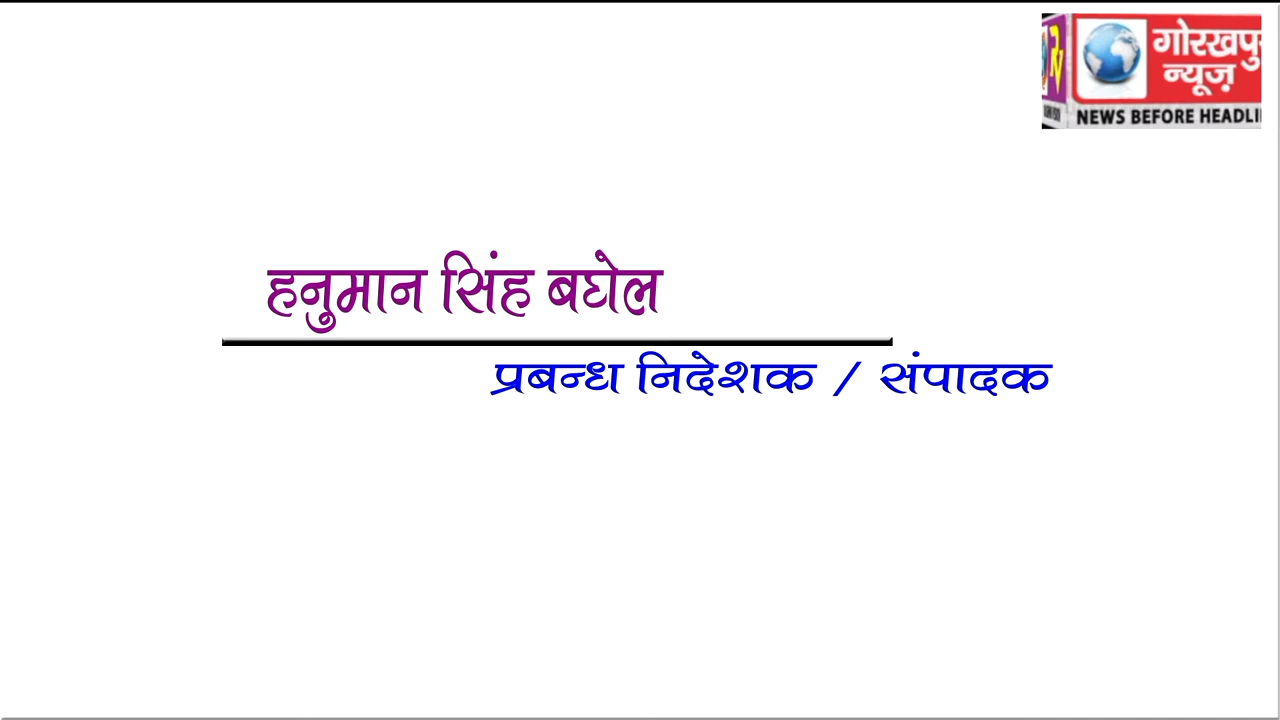 गोरखपु
न्यूज़
NEWS BEFORE HEADLI
हनुमान सिंह बघेल
प्रबन्ध निदेशक / संपादक